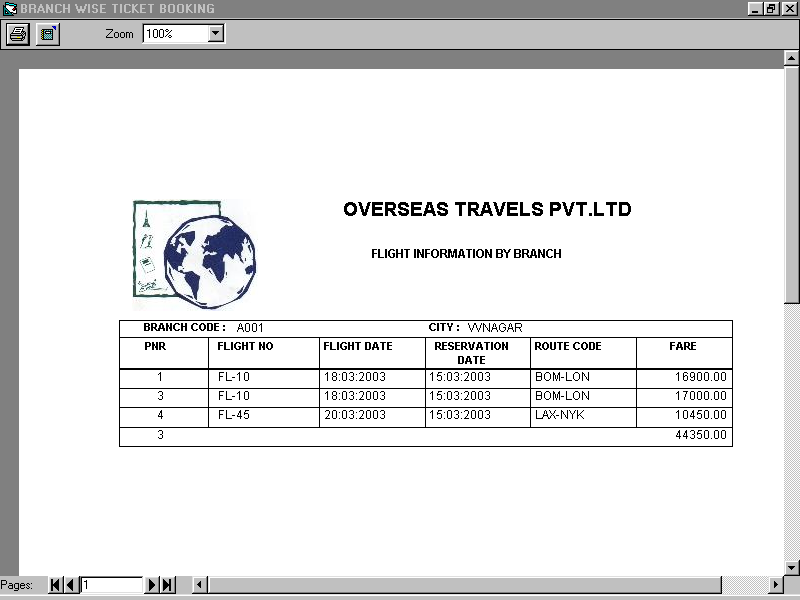 BRANCH WISE TICKET BOOKING
Zoom 100%
OVERSEAS TRAVELS PVT.LTD
FLIGHT INFORMATION BY BRANCH
BRANCH CODE : A001 CITY : VVNAGAR
PNR FLIGHT NO FLIGHT DATE RESERVATION DATE ROUTE CODE FARE
1 FL-10 18:03:2003 15:03:2003 BOM-LON 16900.00
3 FL-10 18:03:2003 15:03:2003 BOM-LON 17000.00
4 FL-45 20:03:2003 15:03:2003 LAX-NYK 10450.00
3 44350.00
Pages: 1